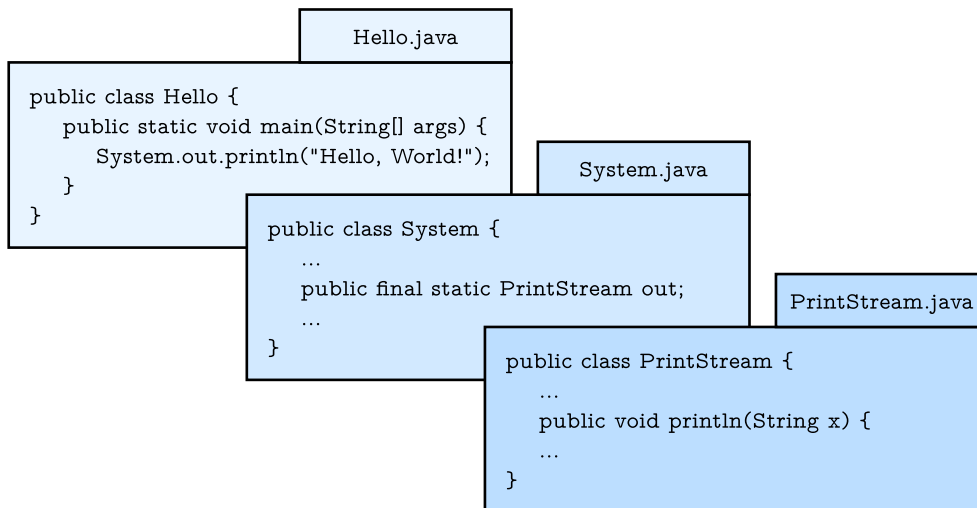 Hello.java
public class Hello {
public static void main(String[] args) {
System.out.println("Hello, World!");
}
}
System.java
public class System {
...
public final static PrintStream out;
...
}
PrintStream.java
public class PrintStream {
...
public void println(String x) {
...
}